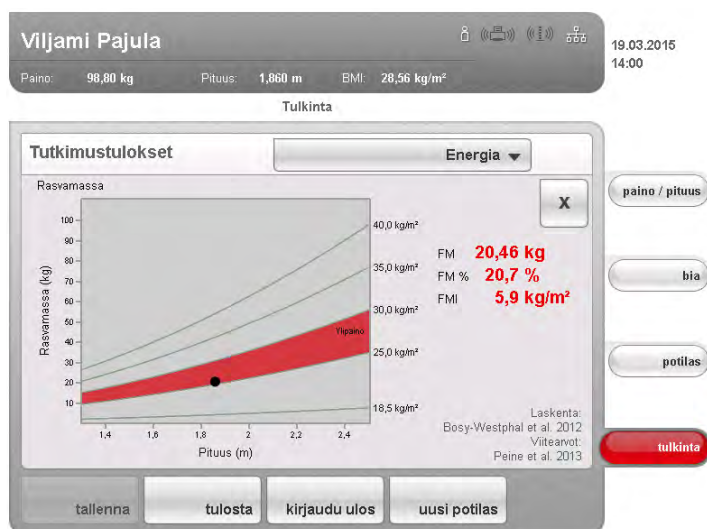 Viljami Pajula
Paino: 98,80 kg Pituus: 1,860 m BMI: 28,56 kg/m²
19.03.2015
14:00
Tulkinta
Tutkimustulokset
Energia
Rasvamassa
X
100
90
80
70
60
50
40
30
20
10
Rasvamassa (kg)
1,4 1,6 1,8 2 2,2 2,4
Pituus (m)
40,0 kg/m²
35,0 kg/m²
30,0 kg/m²
Ylipaino
25,0 kg/m²
18,5 kg/m²
FM 20,46 kg
FM % 20,7 %
FMI 5,9 kg/m²
Laskenta:
Bosy-Westphal et al. 2012
Viitearvot:
Peine et al. 2013
paino / pituus
bia
potilas
tulkinta
tallenna tulosta kirjaudu ulos uusi potilas